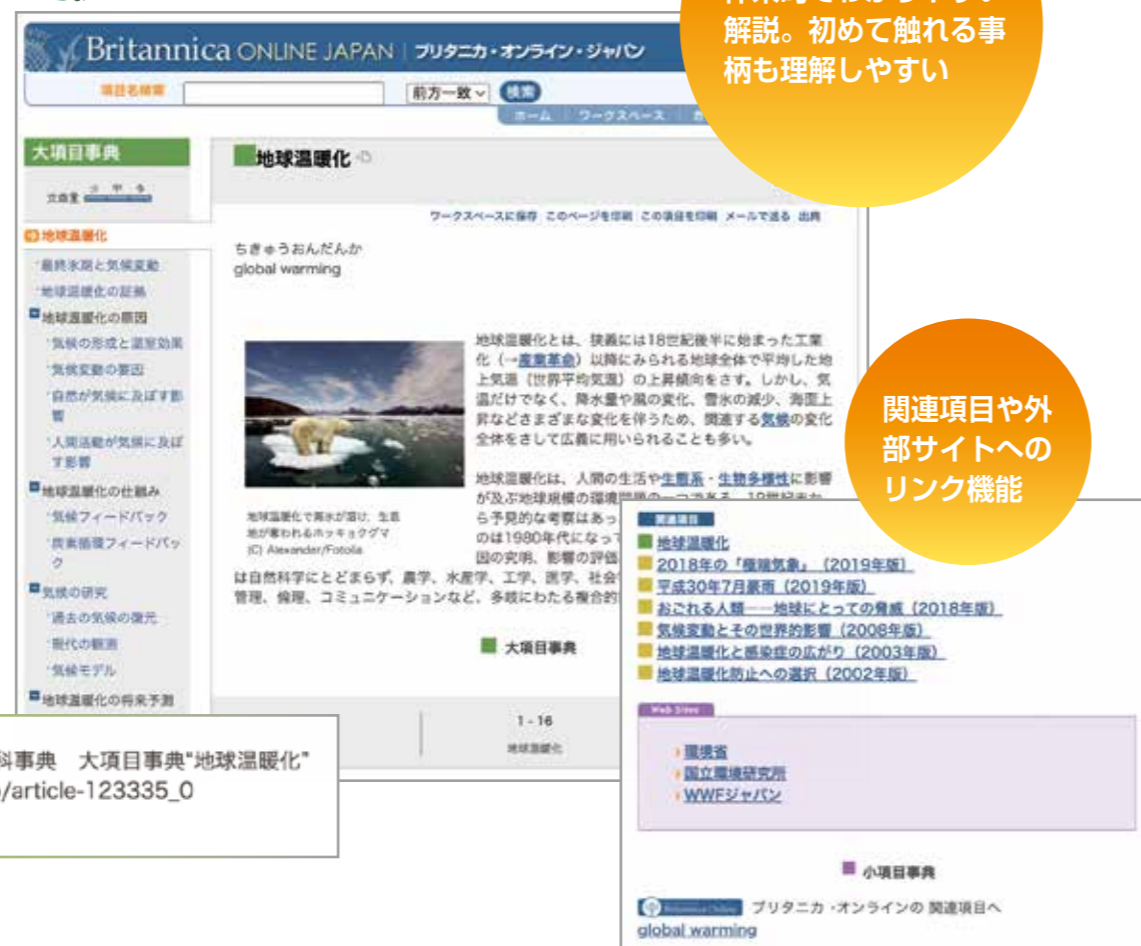 解説。初めて触れる事
柄も理解しやすい
Britannica ONLINE JAPAN | ブリタニカ・オンライン・ジャパン
項目名検索
前方一致 検索
ホーム ワークスペース
大項目事典
文章量 少 中 多
地球温暖化
最終氷期と気候変動
地球温暖化の証拠
地球温暖化の原因
気候の形成と温室効果
気候変動の要因
自然が気候に及ぼす影
響
人間活動が気候に及ぼ
す影響
地球温暖化の仕組み
気候フィードバック
炭素循環フィードバッ
ク
気候の研究
過去の気候の復元
現代の観測
気候モデル
地球温暖化の将来予測
地球温暖化
ワークスペースに保存 このページを印刷 この項目を印刷 メールで送る 出典
ちきゅうおんだんか
global warming
地球温暖化とは、狭義には18世紀後半に始まった工業
化（→産業革命）以降にみられる地球全体で平均した地
上気温（世界平均気温）の上昇傾向をさす。しかし、気
温だけでなく、降水量や風の変化、雪氷の減少、海面上
昇などさまざまな変化を伴うため、関連する気候の変化
全体をさして広義に用いられることも多い。
地球温暖化は、人間の生活や生態系・生物多様性に影響
が及ぶ地球規模の環境問題の一つである。19世紀末か
ら予見的な考察はあっ
のは1980年代になって
因の究明、影響の評価
は自然科学にとどまらず、農学、水産学、工学、医学、社会
管理、倫理、コミュニケーションなど、多岐にわたる複合的
地球温暖化で海氷が溶け、生息
地が奪われるホッキョクグマ
(C) Alexander/Fotolia
大項目事典
1 - 16
地球温暖化
科事典 大項目事典“地球温暖化”
/article-123335_0
関連項目や外
部サイトへの
リンク機能
関連項目
地球温暖化
2018年の「極端気象」（2019年版）
平成30年7月豪雨（2019年版）
おごれる人類――地球にとっての脅威（2018年版）
気候変動とその世界的影響（2008年版）
地球温暖化と感染症の広がり（2003年版）
地球温暖化防止への選択（2002年版）
Web Sites
環境省
国立環境研究所
WWFジャパン
小項目事典
ブリタニカ・オンラインの 関連項目へ
global warming